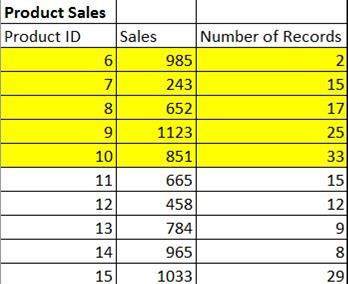 Product Sales
Product ID Sales Number of Records
6 985 2
7 243 15
8 652 17
9 1123 25
10 851 33
11 665 15
12 458 12
13 784 9
14 965 8
15 1033 29